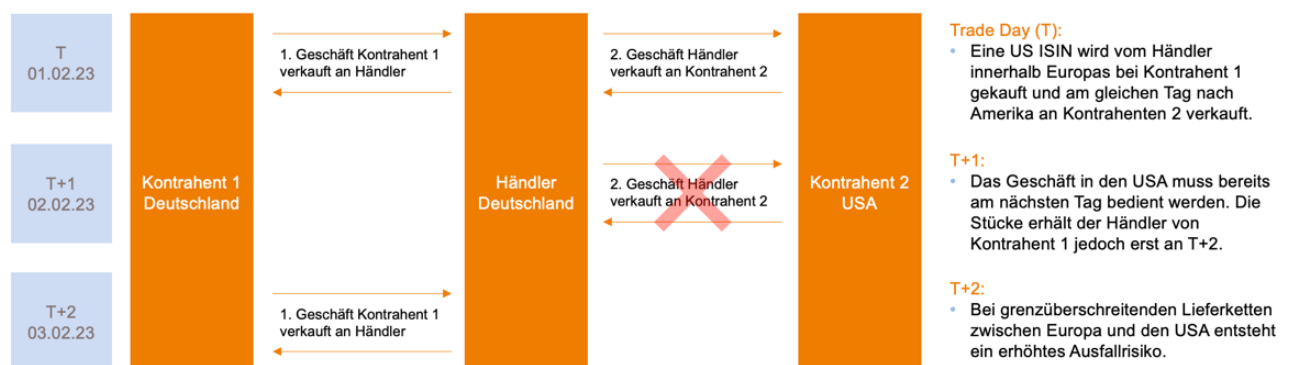 T
01.02.23
1. Geschäft Kontrahent 1
verkauft an Händler
2. Geschäft Händler
verkauft an Kontrahent 2
Trade Day (T):
• Eine US ISIN wird vom Händler
innerhalb Europas bei Kontrahent 1
gekauft und am gleichen Tag nach
Amerika an Kontrahenten 2 verkauft.
T+1
02.02.23
Kontrahent 1
Deutschland
Händler
Deutschland
2. Geschäft Händler
verkauft an Kontrahent 2
Kontrahent 2
USA
T+1:
• Das Geschäft in den USA muss bereits
am nächsten Tag bedient werden. Die
Stücke erhält der Händler von
Kontrahent 1 jedoch erst an T+2.
T+2
03.02.23
1. Geschäft Kontrahent 1
verkauft an Händler
T+2:
• Bei grenzüberschreitenden Lieferketten
zwischen Europa und den USA entsteht
ein erhöhtes Ausfallrisiko.